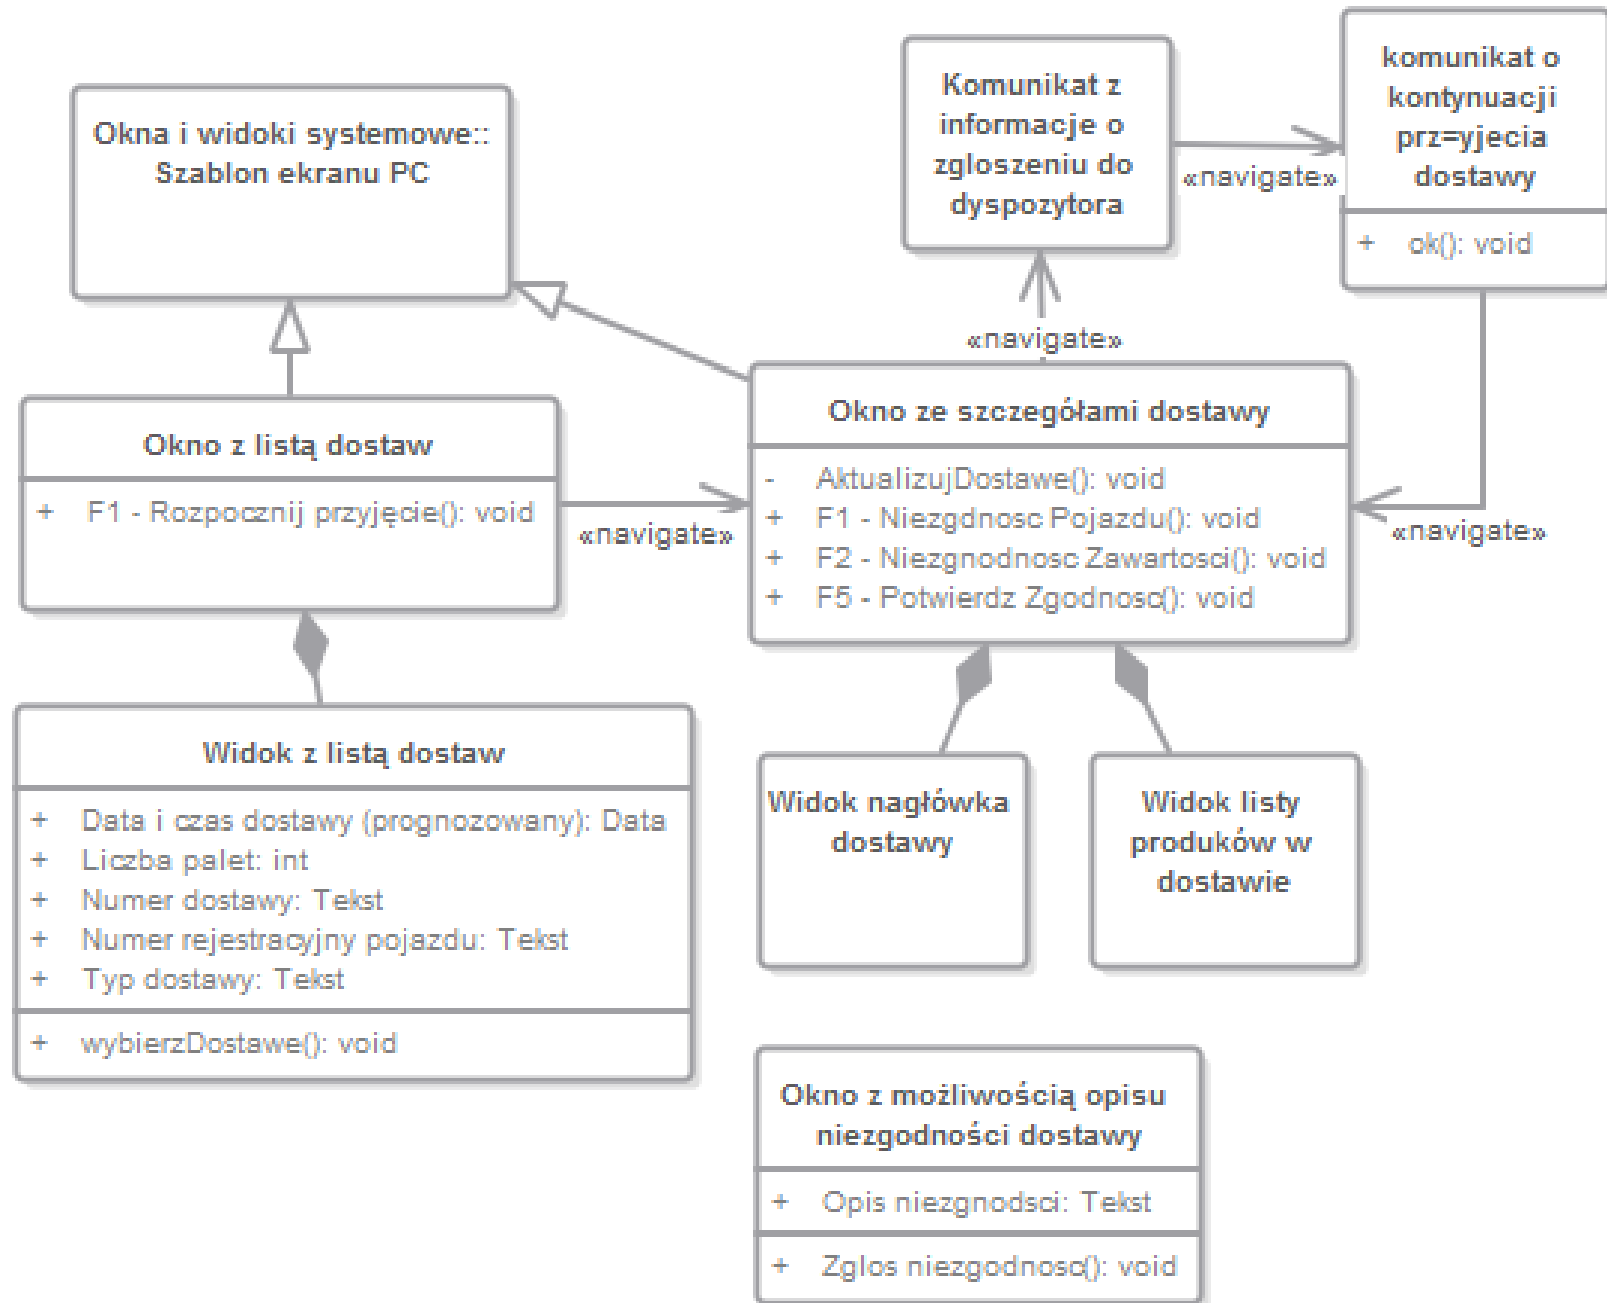 Okna i widoki systemowe::
Szablon ekranu PC
Komunikat z
informacje o
zgloszeniu do
dyspozytora
«navigate»
komunikat o
kontynuacji
prz=yjecia
dostawy
+ ok(): void
«navigate»
Okno z listą dostaw
+ F1 - Rozpocznij przyjęcie(): void
«navigate»
Okno ze szczegółami dostawy
- AktualizujDostawe(): void
+ F1 - Niezgdnosc Pojazdu(): void
+ F2 - Niezgnodnosc Zawartosci(): void
+ F5 - Potwierdz Zgodnosc(): void
«navigate»
Widok z listą dostaw
+ Data i czas dostawy (prognozowany): Data
+ Liczba palet: int
+ Numer dostawy: Tekst
+ Numer rejestracyjny pojazdu: Tekst
+ Typ dostawy: Tekst
+ wybierzDostawe(): void
Widok nagłówka
dostawy
Widok listy
produków w
dostawie
Okno z możliwością opisu
niezgodności dostawy
+ Opis niezgnodsci: Tekst
+ Zglos niezgodnosc(): void